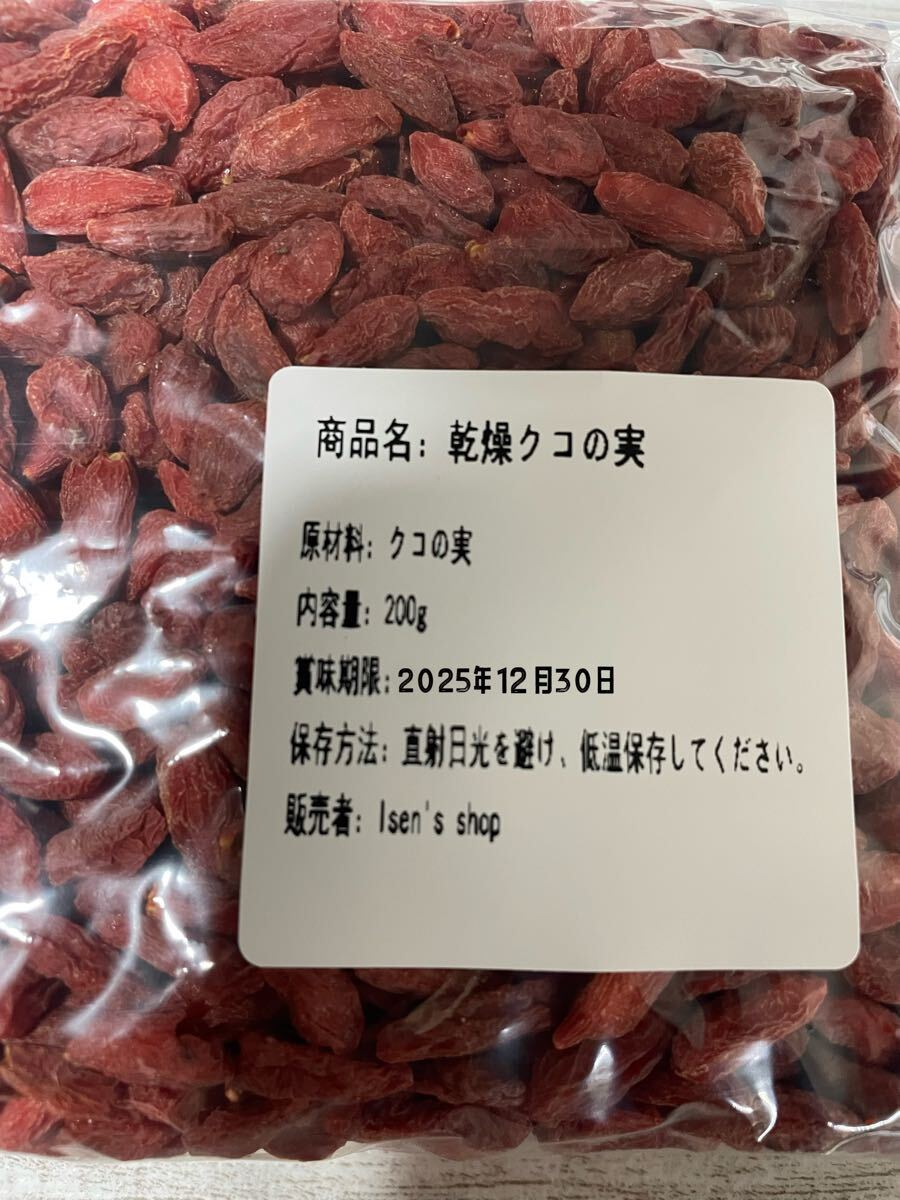 商品名: 乾燥クコの実
原材料: クコの実
内容量: 200g
賞味期限: 2025年12月30日
保存方法: 直射日光を避け、低温保存してください。
販売者: Isen's shop